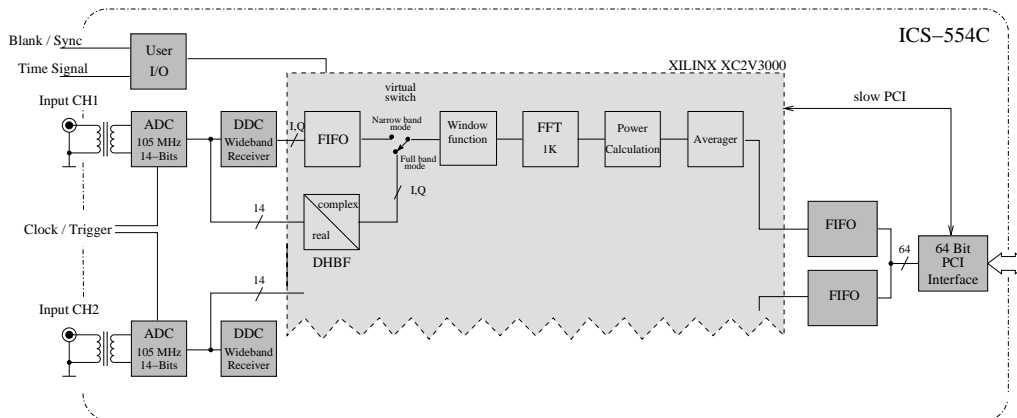 ICS−554C
Blank / Sync
Time Signal
User
I/O
XILINX XC2V3000
Input CH1
ADC
105 MHz
14−Bits
DDC
Wideband
Receiver
I,Q
FIFO
virtual
switch
Narrow band
mode
Full band
mode
I,Q
Window
function
FFT
1K
Power
Calculation
Averager
slow PCI
14
complex
real
DHBF
Clock / Trigger
FIFO
FIFO
64
64 Bit
PCI
Interface
14
Input CH2
ADC
105 MHz
14−Bits
DDC
Wideband
Receiver